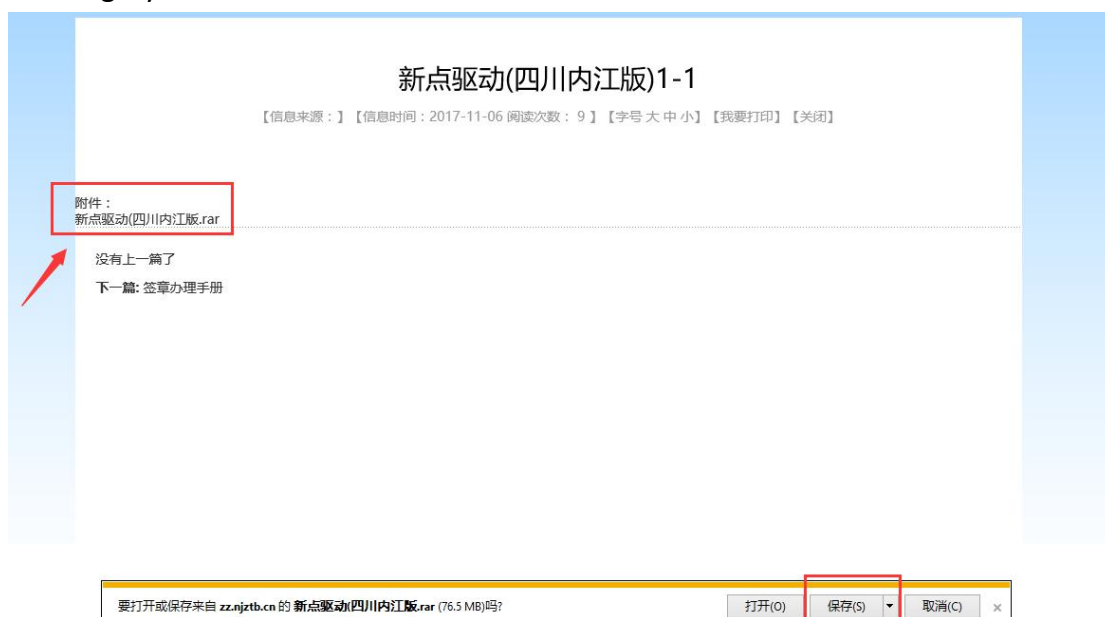 新点驱动(四川内江版)1-1
【信息来源：】【信息时间：2017-11-06 阅读次数： 9 】【字号 大 中 小】【我要打印】【关闭】
附件：
新点驱动(四川内江版.rar
没有上一篇了
下一篇: 签章办理手册
要打开或保存来自 zz.njztb.cn 的 新点驱动(四川内江版.rar (76.5 MB)吗?
打开(O) 保存(S) 取消(C) ×